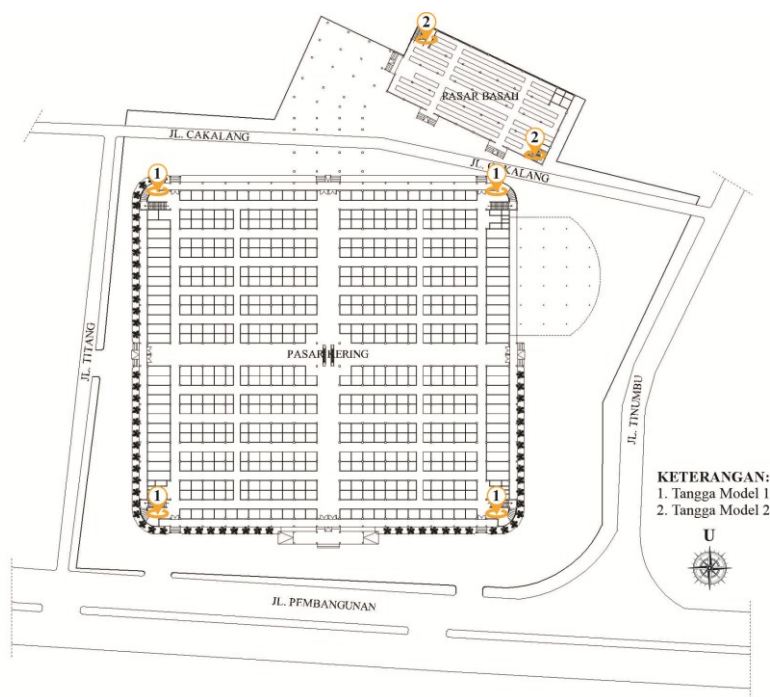 2
PASAR BASAH
2
JL. CAKALANG
JL. CAKALANG
1
1
PASAR KERING
JL. TITANG
JL. TINUMBU
1
1
KETERANGAN:
1. Tangga Model 1
2. Tangga Model 2
U
JL. PEMBANGUNAN